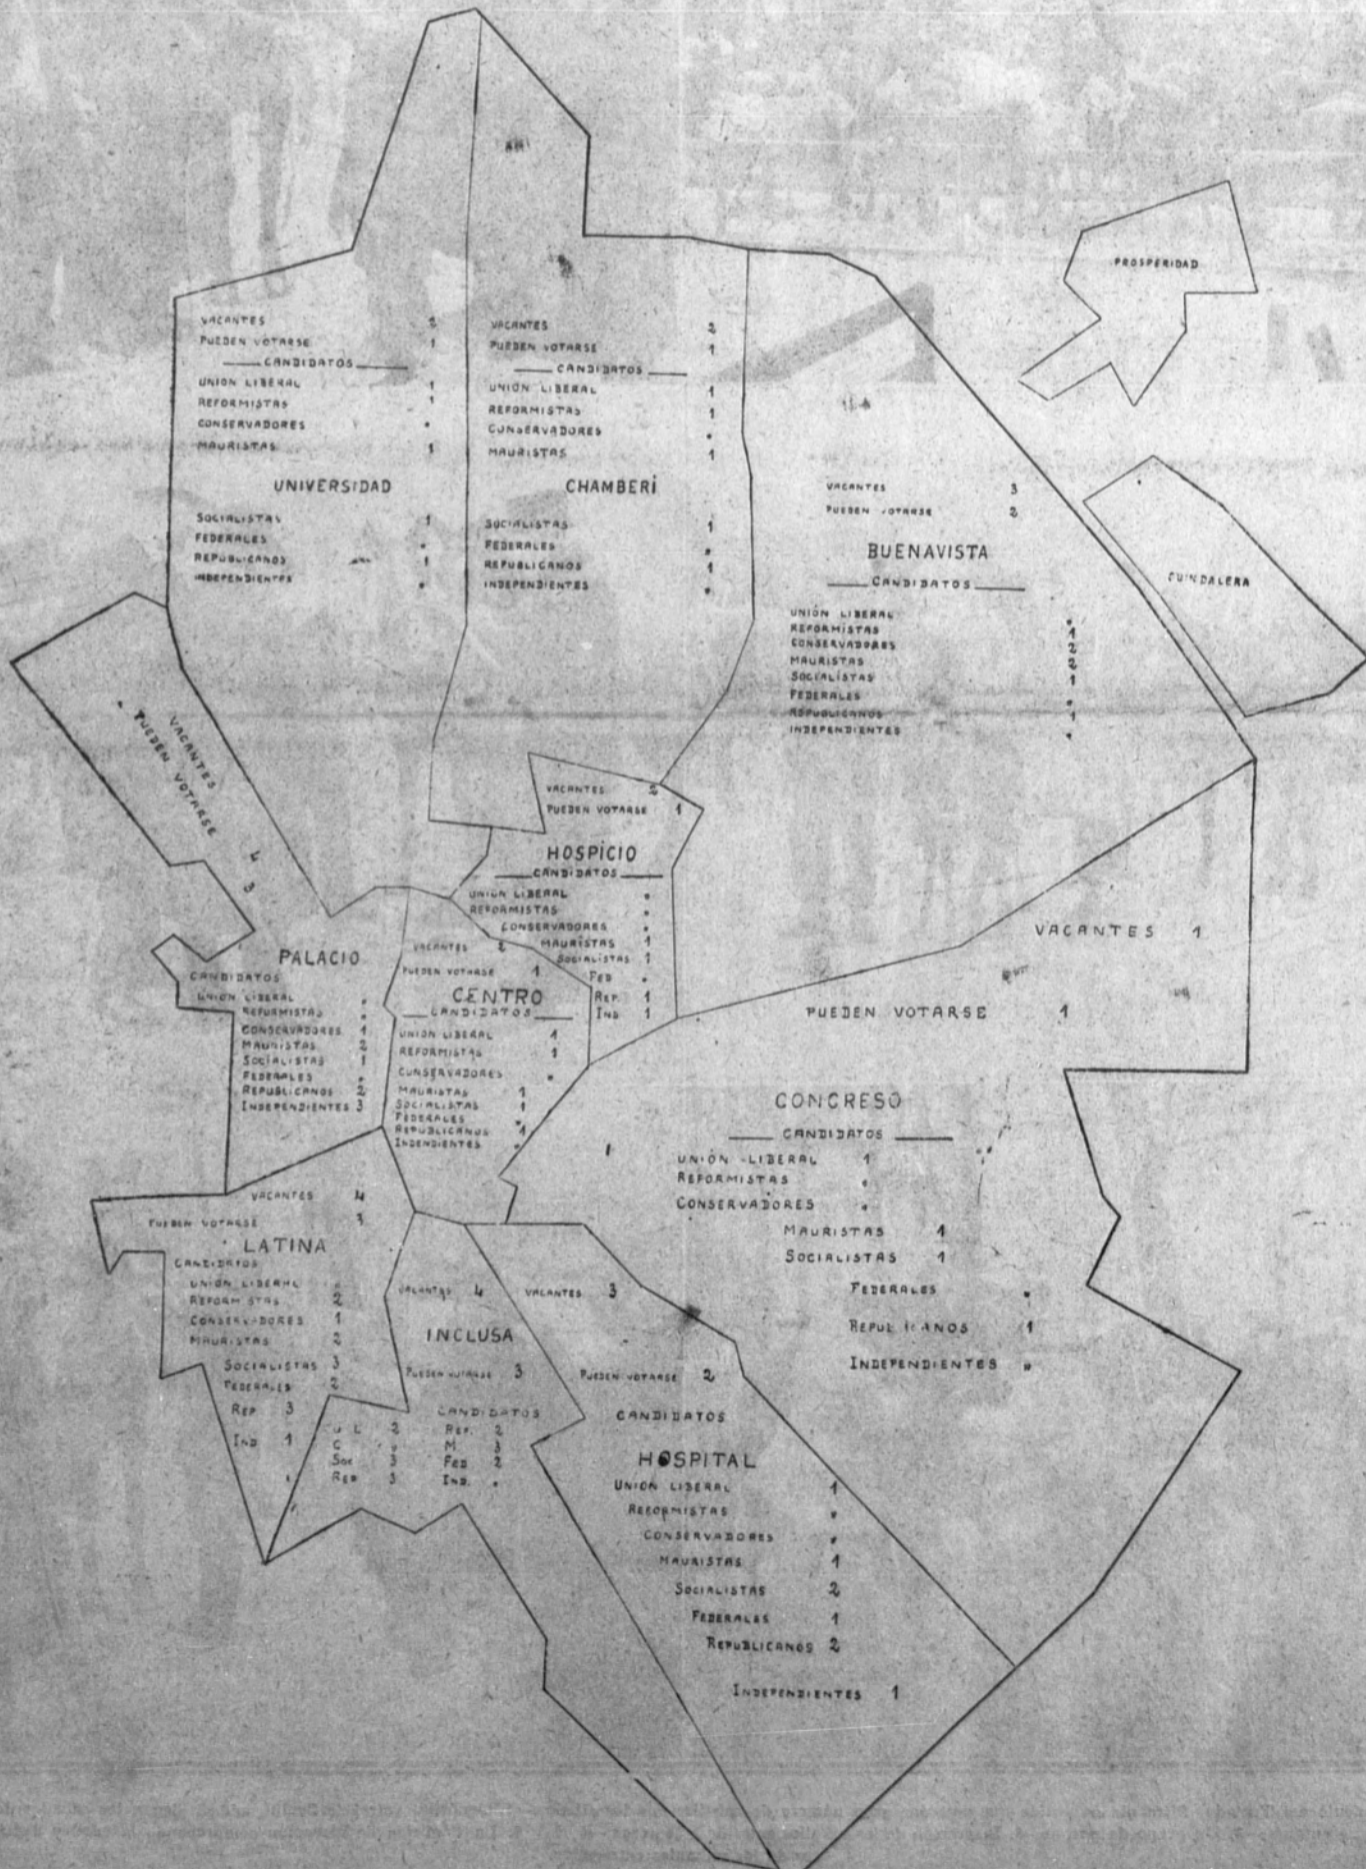 PROSPERIDAD
GUINDALERA
VACANTES 2
PUEDEN VOTARSE 1
CANDIDATOS
UNION LIBERAL 1
REFORMISTAS 1
CONSERVADORES "
MAURISTAS 1
UNIVERSIDAD
SOCIALISTAS 1
FEDERALES "
REPUBLICANOS 1
INDEPENDIENTES "
VACANTES 2
PUEDEN VOTARSE 1
CANDIDATOS
UNION LIBERAL 1
REFORMISTAS 1
CONSERVADORES "
MAURISTAS 1
CHAMBERÍ
SOCIALISTAS 1
FEDERALES "
REPUBLICANOS 1
INDEPENDIENTES "
VACANTES 3
PUEDEN VOTARSE 2
BUENAVISTA
CANDIDATOS
UNIÓN LIBERAL "
REFORMISTAS 1
CONSERVADORES 2
MAURISTAS 2
SOCIALISTAS 1
FEDERALES "
REPUBLICANOS 1
INDEPENDIENTES "
VACANTES 4
PUEDEN VOTARSE 3
PALACIO
CANDIDATOS
UNION LIBERAL "
REFORMISTAS "
CONSERVADORES 1
MAURISTAS 2
SOCIALISTAS 1
FEDERALES "
REPUBLICANOS 2
INDEPENDIENTES 3
VACANTES 2
PUEDEN VOTARSE 1
HOSPICIO
CANDIDATOS
UNION LIBERAL "
REFORMISTAS "
CONSERVADORES "
MAURISTAS 1
SOCIALISTAS 1
FED "
REP. 1
IND 1
VACANTES 2
PUEDEN VOTARSE 1
CENTRO
CANDIDATOS
UNION LIBERAL 1
REFORMISTAS 1
CONSERVADORES "
MAURISTAS 1
SOCIALISTAS 1
FEDERALES "
REPUBLICANOS 1
INDENDIENTES "
VACANTES 1
PUEDEN VOTARSE 1
CONCRESO
CANDIDATOS
UNIÓN LIBERAL 1
REFORMISTAS "
CONSERVADORES "
MAURISTAS 1
SOCIALISTAS 1
FEDERALES "
REPUBLICANOS 1
INDEPENDIENTES "
VACANTES 4
PUEDEN VOTARSE 3
LATINA
CANDIDATOS
UNION LIBERAL "
REFORMISTAS 2
CONSERVADORES 1
MAURISTAS 2
SOCIALISTAS 3
FEDERALES 2
REP 3
IND 1
VACANTES 4
INCLUSA
PUEDEN VOTARSE 3
CANDIDATOS
U L 2 REF. 2
C " M 3
SOC 3 FED 2
REP 3 IND. "
VACANTES 3
PUEDEN VOTARSE 2
CANDIDATOS
HOSPITAL
UNION LIBERAL 1
REFORMISTAS "
CONSERVADORES "
MAURISTAS 1
SOCIALISTAS 2
FEDERALES 1
REPUBLICANOS 2
INDEPENDIENTES 1